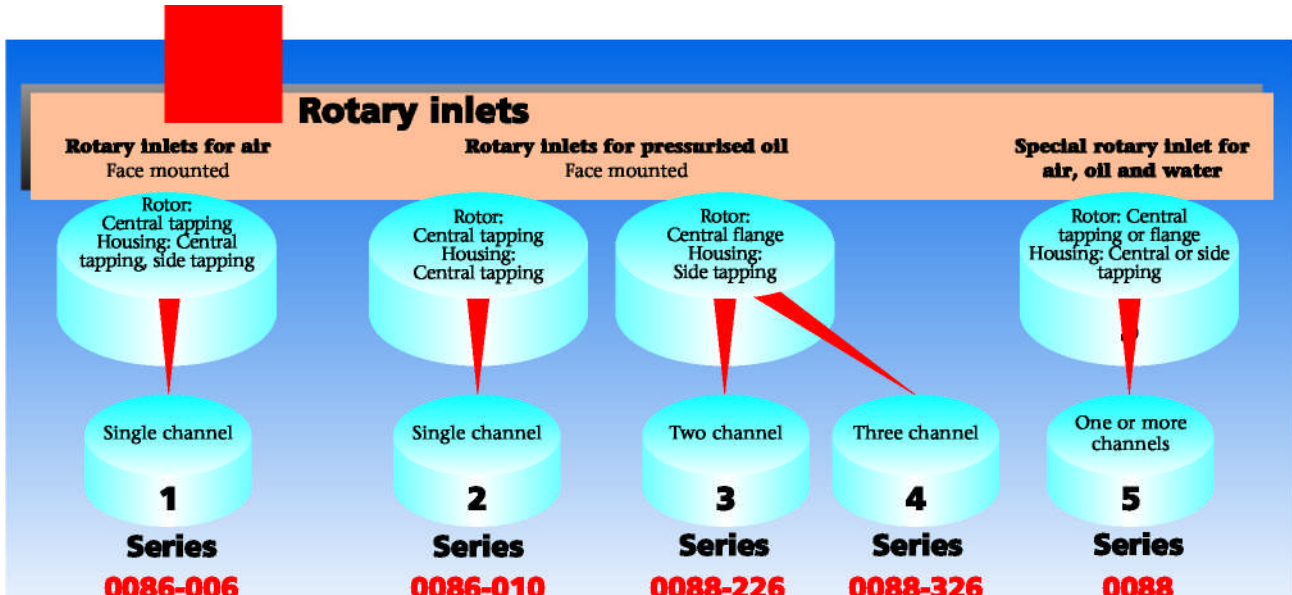 Rotary inlets
Rotary inlets for air
Face mounted
Rotary inlets for pressurised oil
Face mounted
Special rotary inlet for
air, oil and water
Rotor:
Central tapping
Housing: Central
tapping, side tapping
Rotor:
Central tapping
Housing:
Central tapping
Rotor:
Central flange
Housing:
Side tapping
Rotor: Central
tapping or flange
Housing: Central or side
tapping
Single channel
1
Series
0086-006
Single channel
2
Series
0086-010
Two channel
3
Series
0088-226
Three channel
4
Series
0088-326
One or more
channels
5
Series
0088